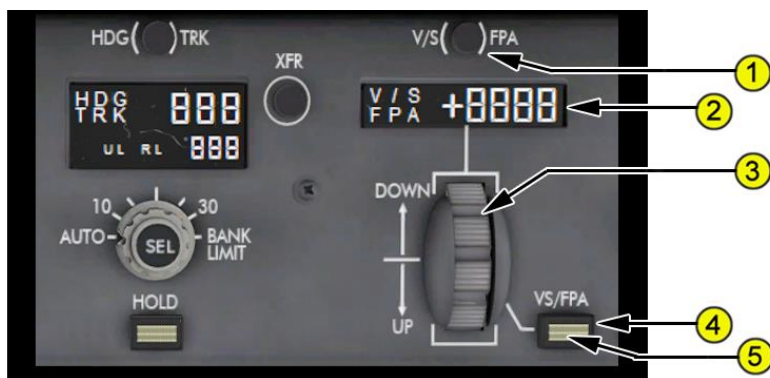 HDG ( ) TRK
XFR
V/S ( ) FPA
1
HDG 888
TRK
UL RL 888
V/S +8888
FPA
2
3
DOWN
10 30
AUTO SEL BANK
LIMIT
HOLD
UP
VS/FPA
4
5